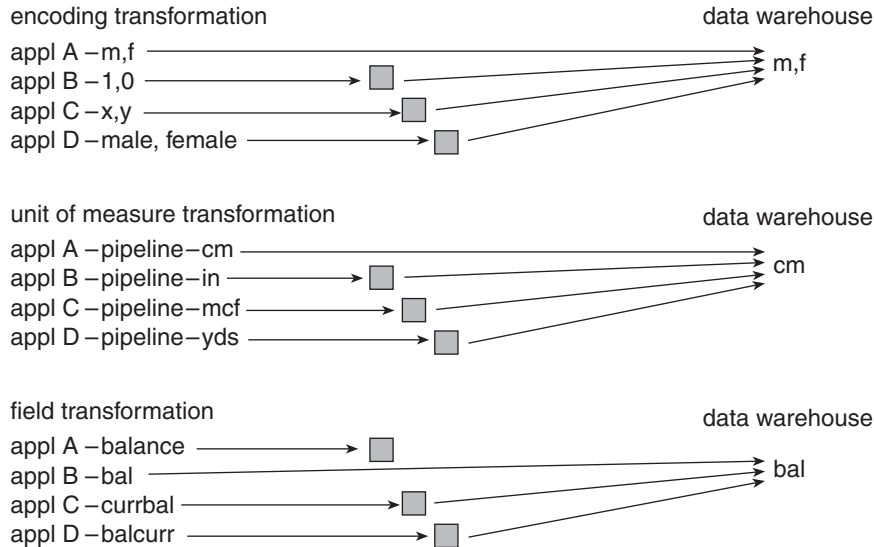 encoding transformation
data warehouse
appl A – m,f
m,f
appl B – 1,0
appl C – x,y
appl D – male, female
unit of measure transformation
data warehouse
appl A – pipeline – cm
cm
appl B – pipeline – in
appl C – pipeline – mcf
appl D – pipeline – yds
field transformation
data warehouse
appl A – balance
bal
appl B – bal
appl C – currbal
appl D – balcurr